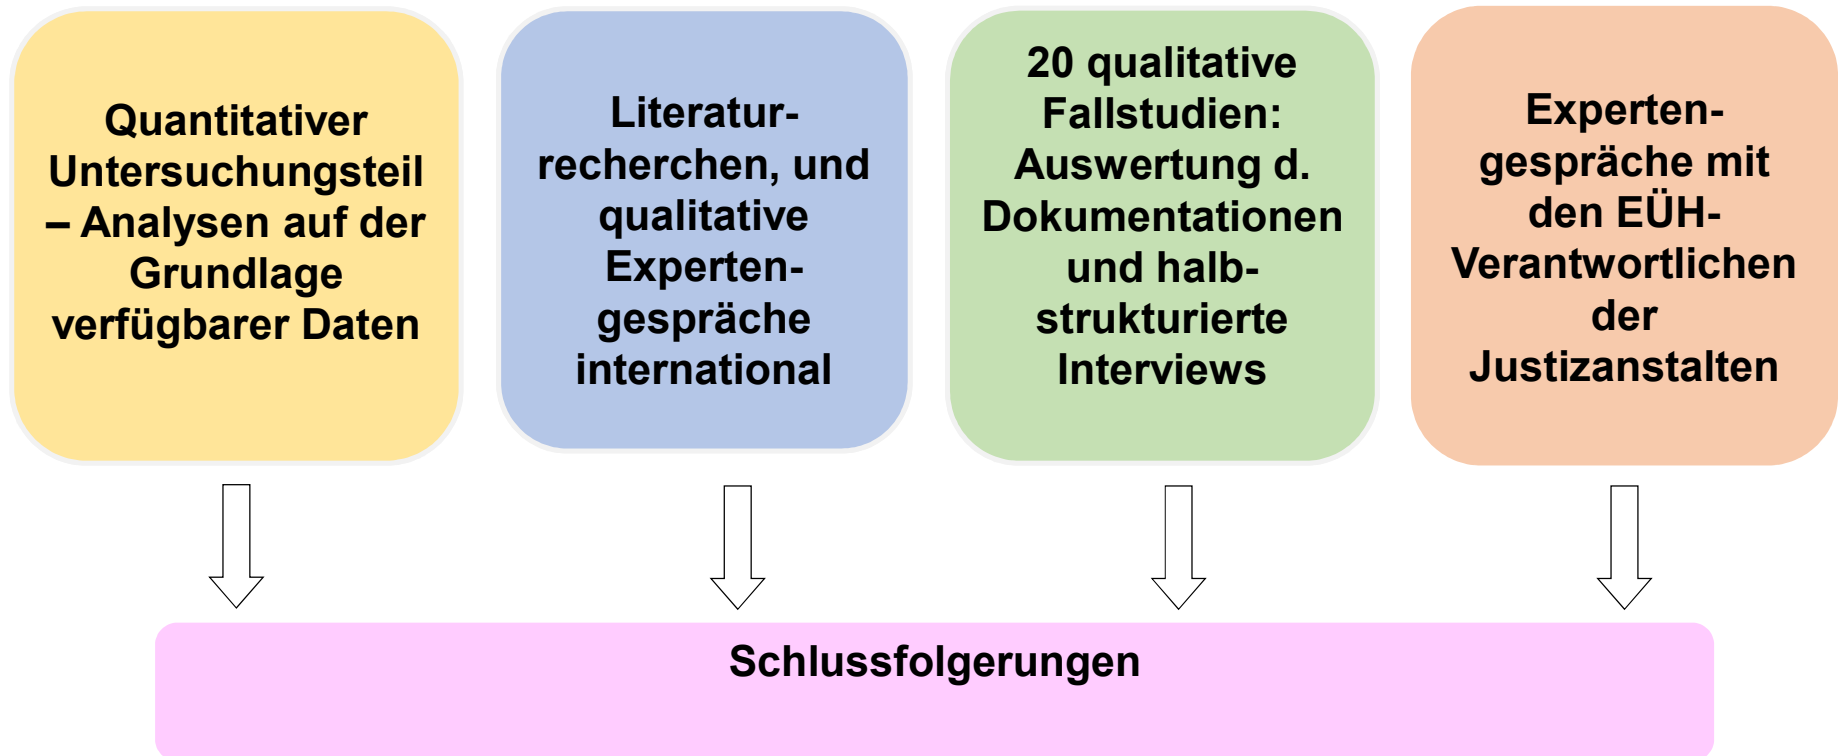 Quantitativer
Untersuchungsteil
– Analysen auf der
Grundlage
verfügbarer Daten
Literatur-
recherchen, und
qualitative
Experten-
gespräche
international
20 qualitative
Fallstudien:
Auswertung d.
Dokumentationen
und halb-
strukturierte
Interviews
Experten-
gespräche mit
den EÜH-
Verantwortlichen
der
Justizanstalten
Schlussfolgerungen